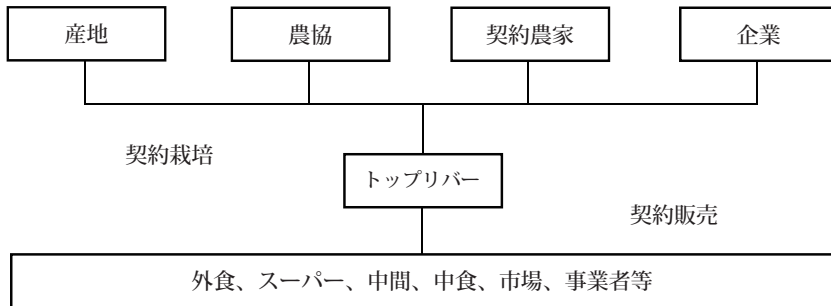 産地
農協
契約農家
企業
契約栽培
トップリバー
契約販売
外食、スーパー、中間、中食、市場、事業者等